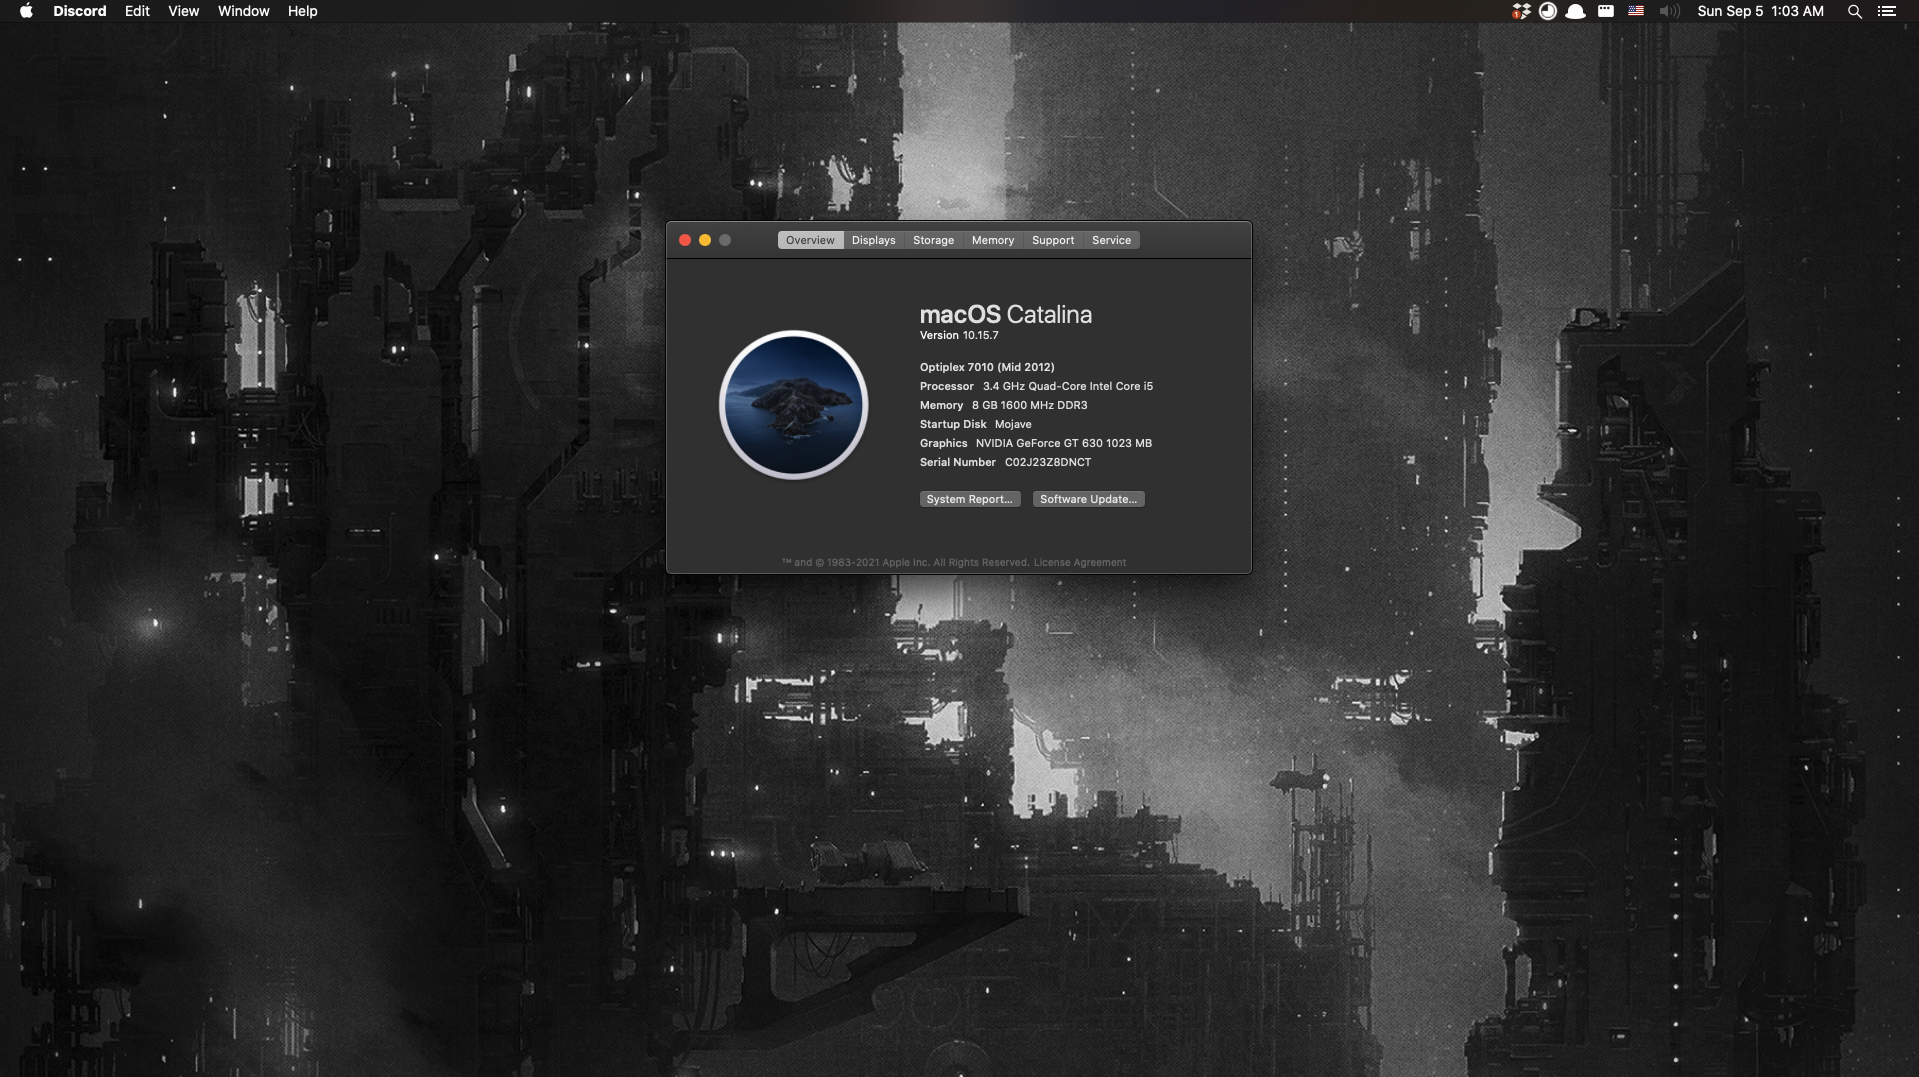 Discord Edit View Window Help
1
Sun Sep 5 1:03 AM
Overview Displays Storage Memory Support Service
macOS Catalina
Version 10.15.7
Optiplex 7010 (Mid 2012)
Processor 3.4 GHz Quad-Core Intel Core i5
Memory 8 GB 1600 MHz DDR3
Startup Disk Mojave
Graphics NVIDIA GeForce GT 630 1023 MB
Serial Number C02J23Z8DNCT
System Report...
Software Update...
™ and © 1983-2021 Apple Inc. All Rights Reserved. License Agreement